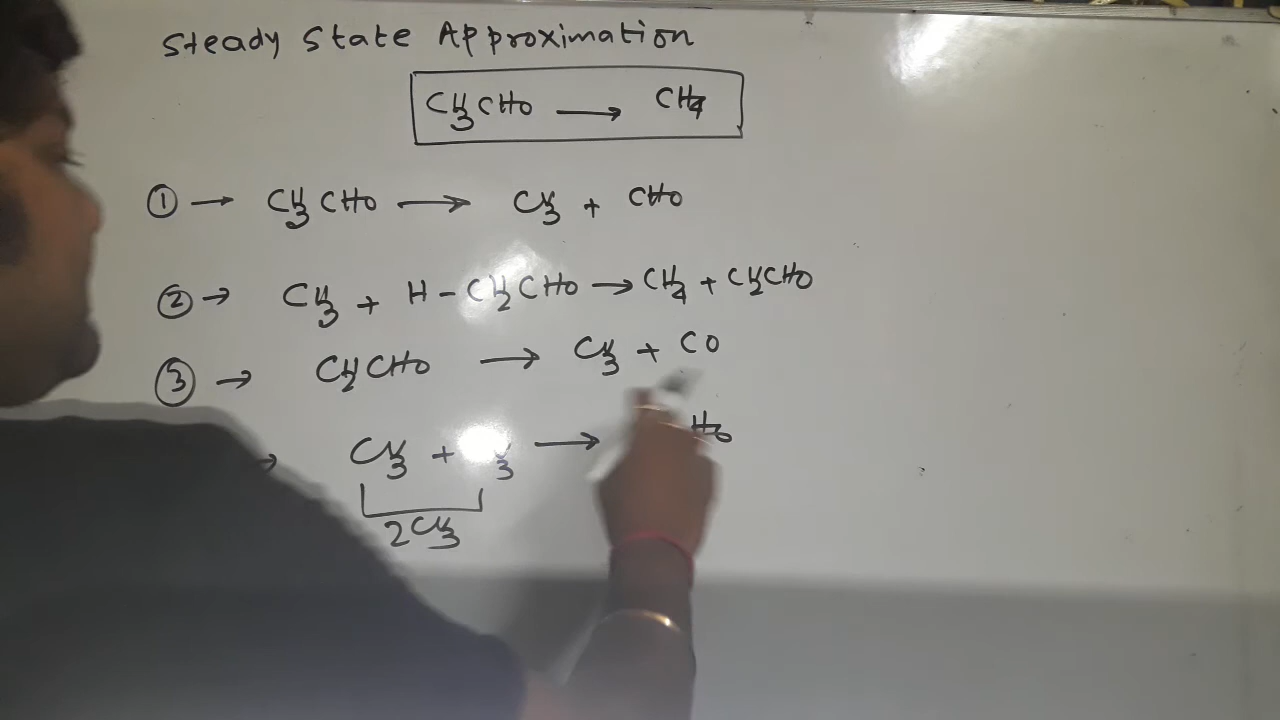 Steady State Approximation
CH3CHO → CH4
① → CH3CHO → CH3 + CHO
② → CH3 + H - CH2CHO → CH4 + CH2CHO
③ → CH2CHO → CH3 + CO
→ CH3 + 3 →
2CH3